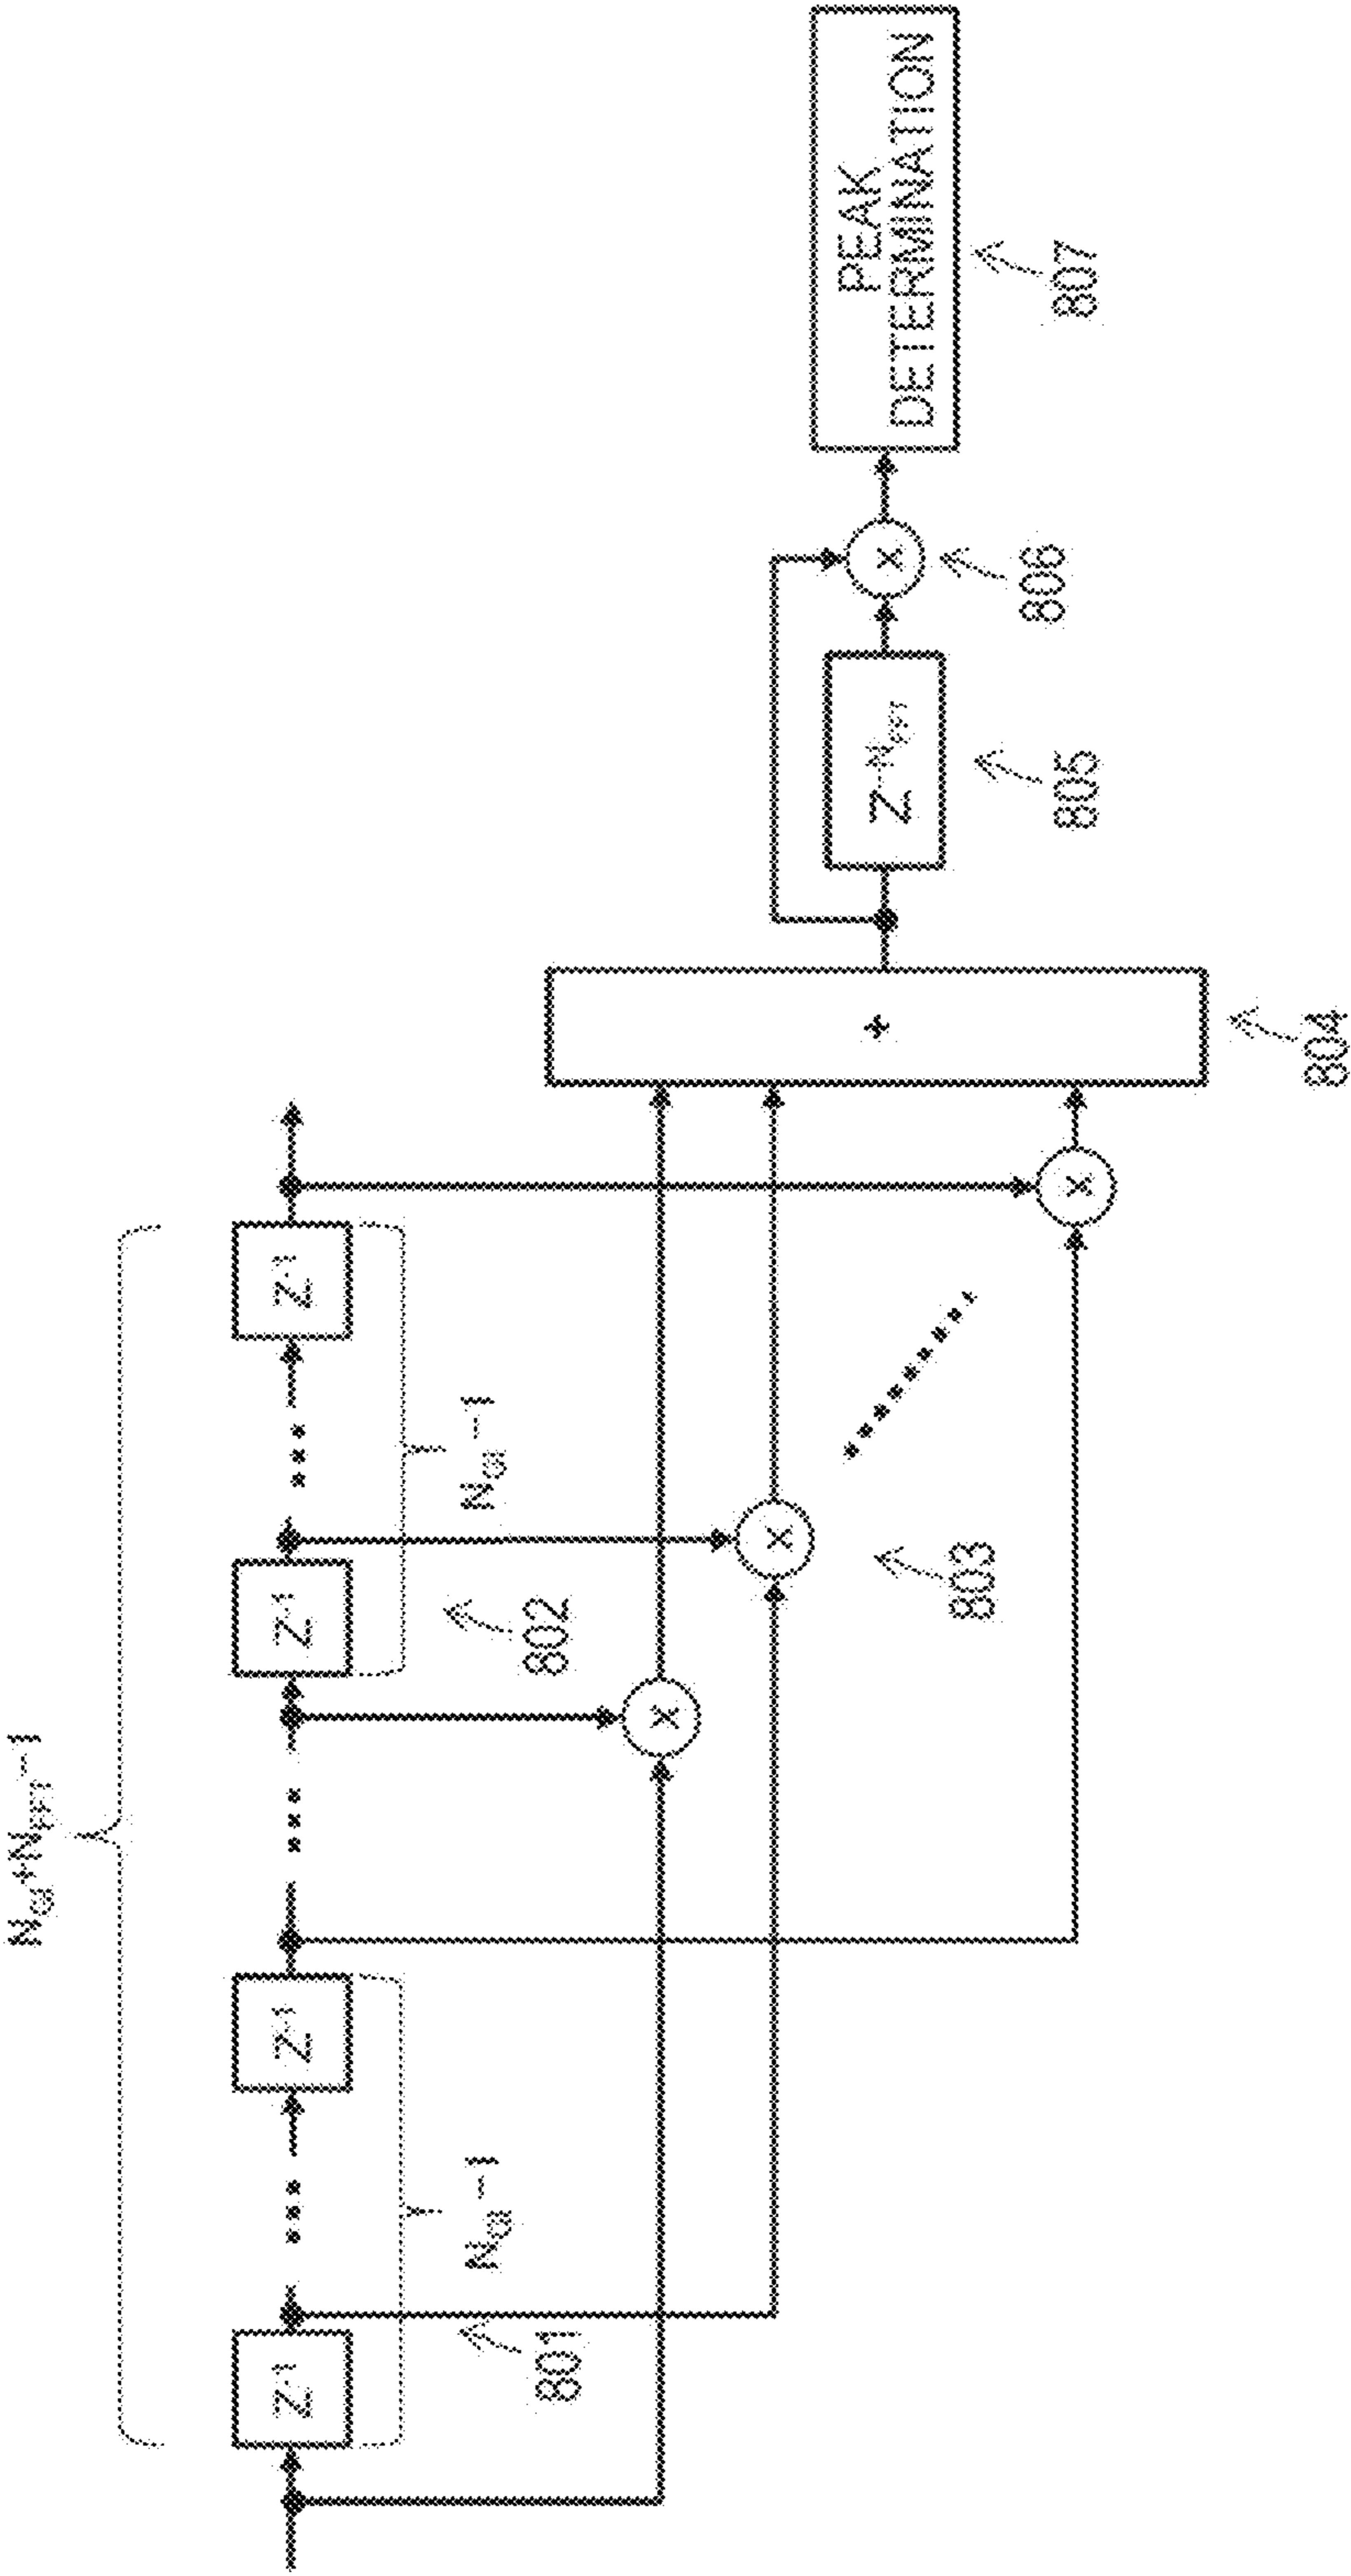 N_GI+N_FFT−1
Z⁻¹
Z⁻¹
Z⁻¹
Z⁻¹
N_GI−1
N_GI−1
801
802
×
×
×
803
+
804
Z^−N_FFT
805
×
806
PEAK
DETERMINATION
807